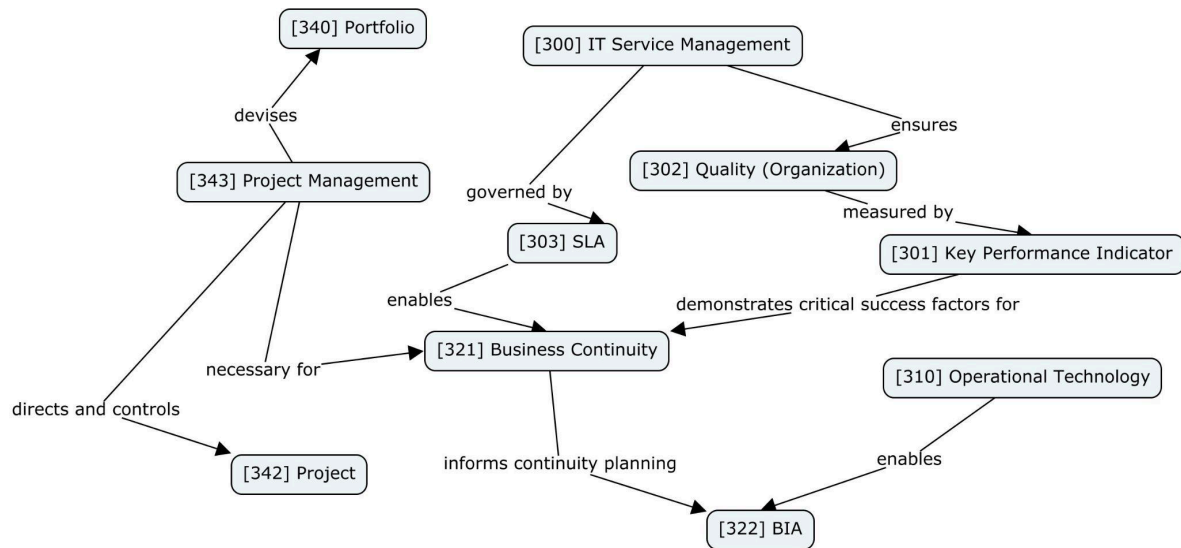 [340] Portfolio
[300] IT Service Management
devises
ensures
[302] Quality (Organization)
[343] Project Management
governed by
measured by
[303] SLA
[301] Key Performance Indicator
enables
demonstrates critical success factors for
[321] Business Continuity
necessary for
[310] Operational Technology
directs and controls
informs continuity planning
enables
[342] Project
[322] BIA